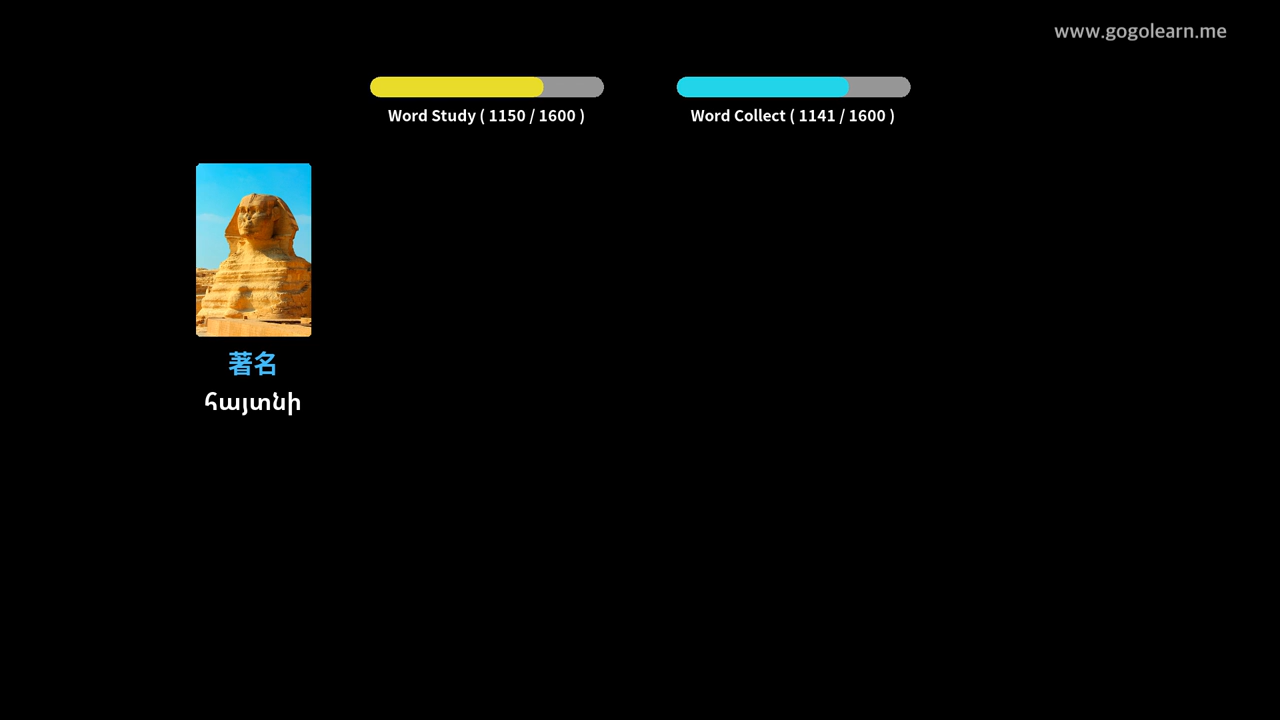 www.gogolearn.me
Word Study ( 1150 / 1600 )
Word Collect ( 1141 / 1600 )
著名
հայտնի